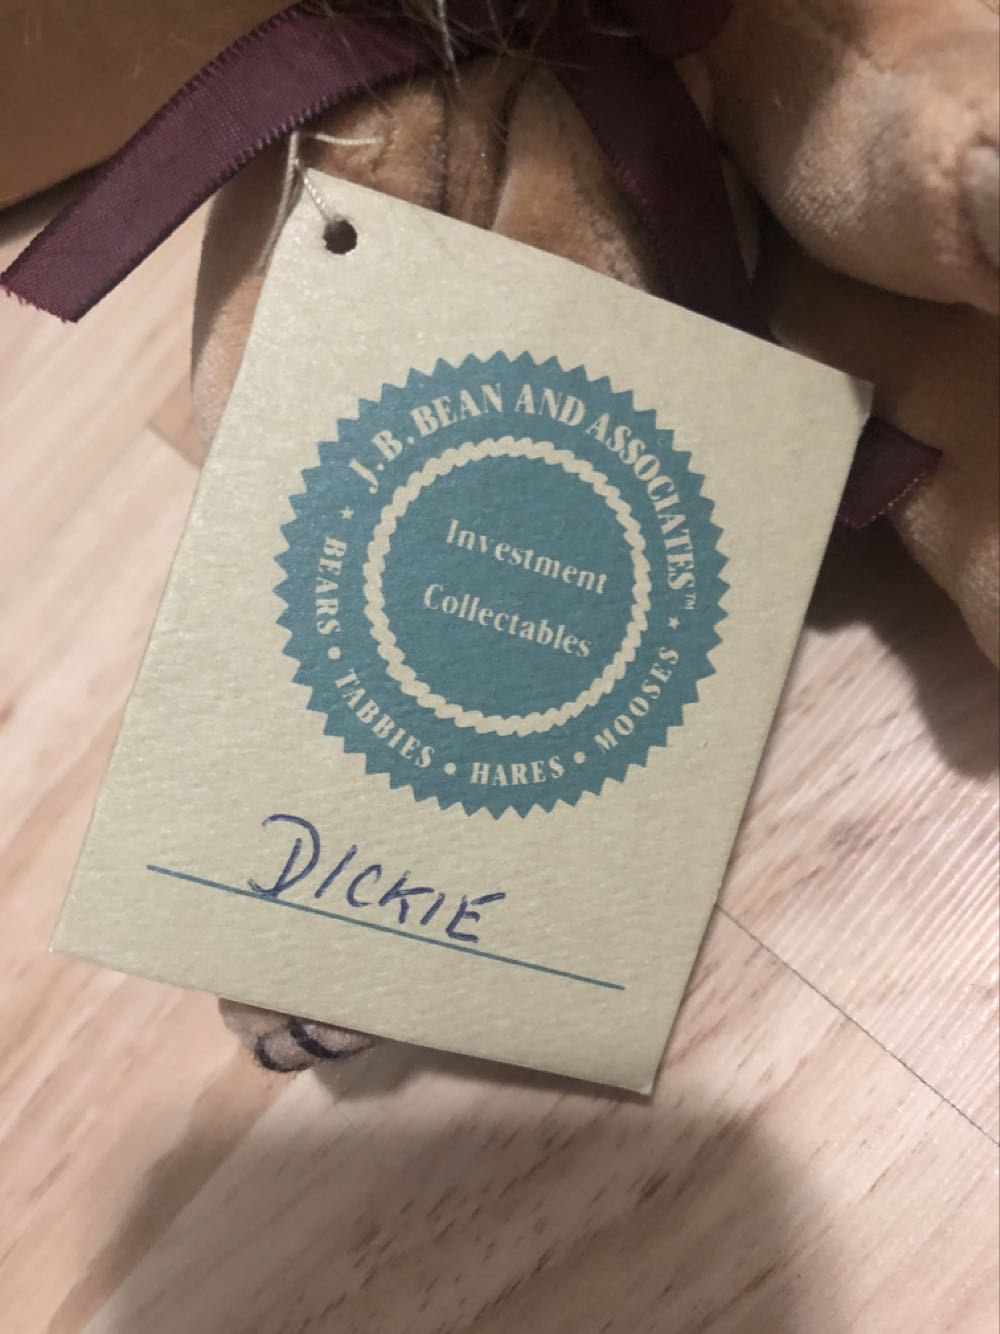 J.B. BEAN AND ASSOCIATES™
Investment
Collectables
★ BEARS • TABBIES • HARES • MOOSES ★
DICKIE